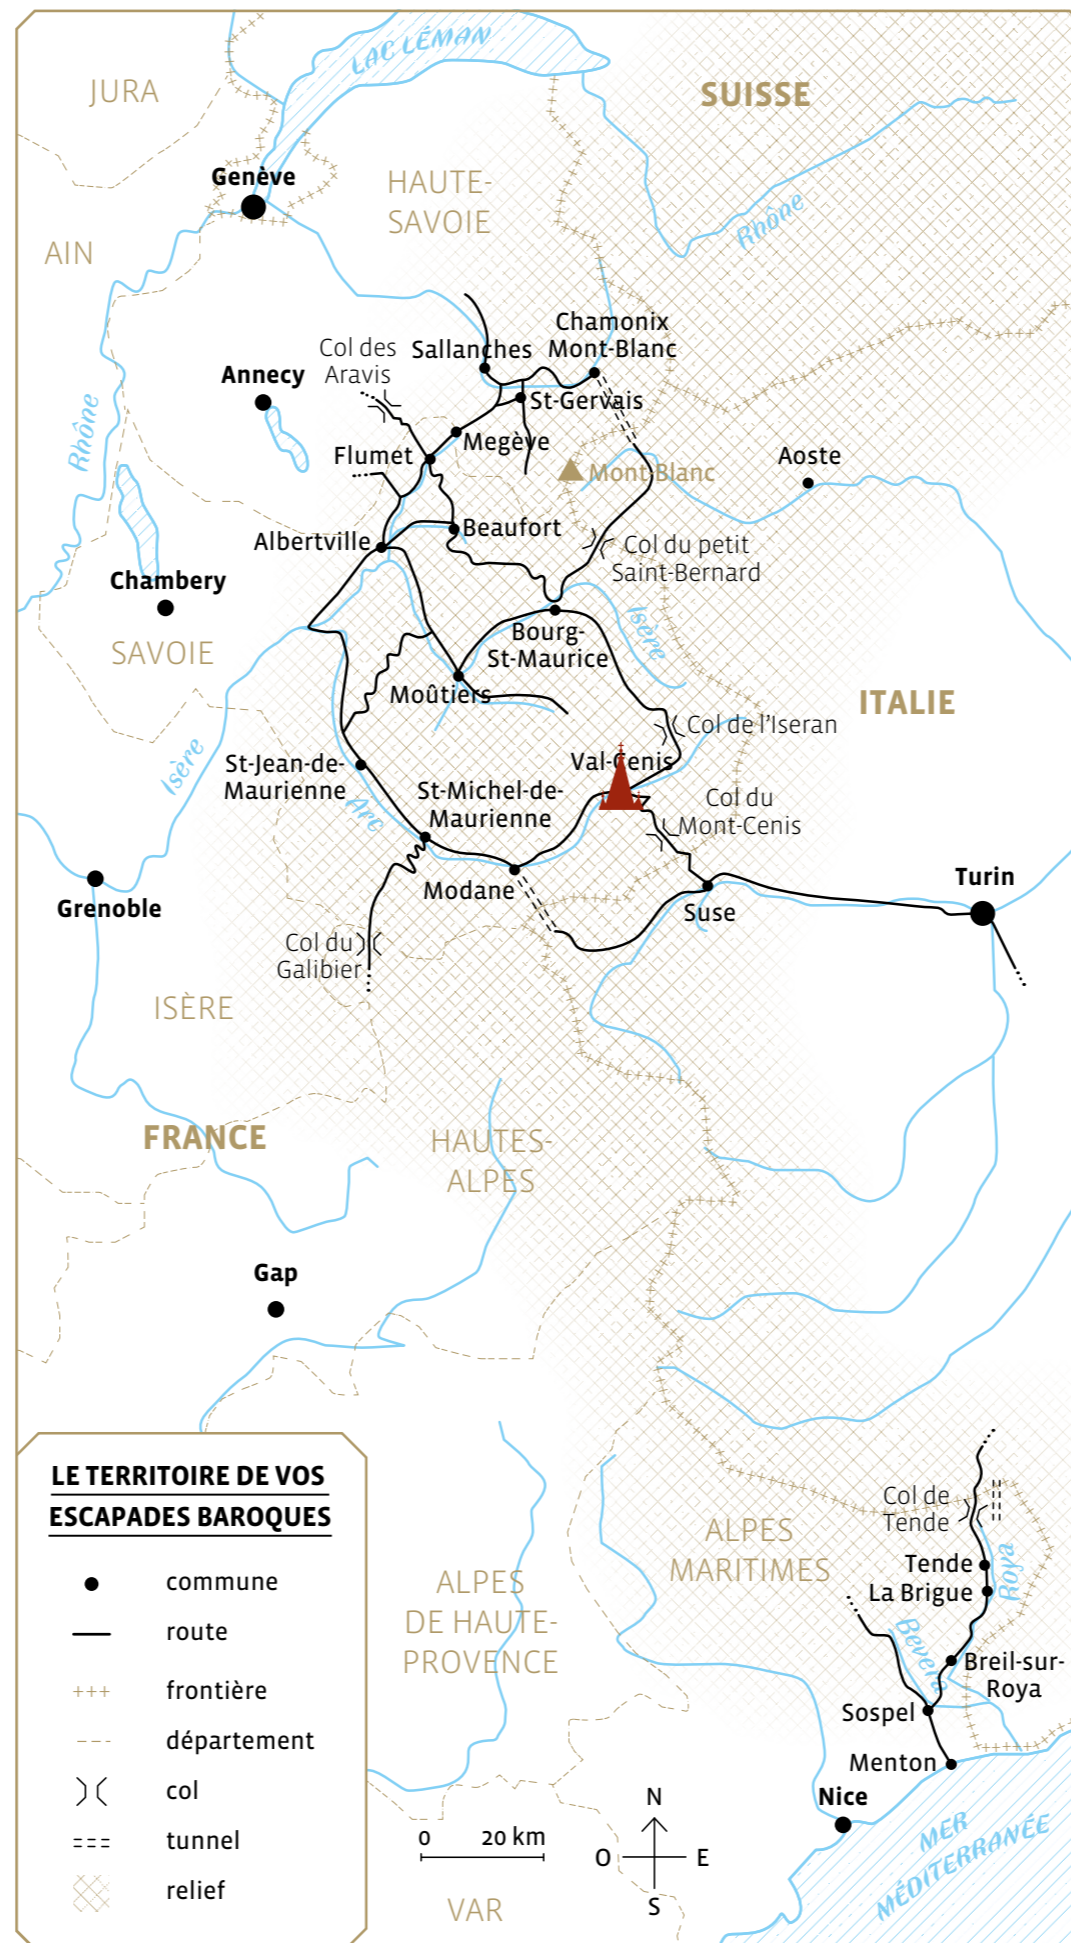 LAC LÉMAN
JURA
SUISSE
Genève
HAUTE-
SAVOIE
Rhône
AIN
Chamonix
Mont-Blanc
Col des
Aravis
Sallanches
Annecy
St-Gervais
Rhône
Megève
Flumet
Mont-Blanc
Aoste
Albertville
Beaufort
Col du petit
Saint-Bernard
Chambery
Isère
Bourg-
St-Maurice
SAVOIE
Moûtiers
ITALIE
Col de l'Iseran
Isère
St-Jean-de-
Maurienne
Val-Cenis
Arc
St-Michel-de-
Maurienne
Col du
Mont-Cenis
Grenoble
Modane
Suse
Turin
Col du
Galibier
ISÈRE
FRANCE
HAUTES-
ALPES
Gap
LE TERRITOIRE DE VOS
ESCAPADES BAROQUES
commune
route
frontière
département
col
tunnel
relief
Col de
Tende
ALPES
MARITIMES
Tende
La Brigue
Roya
ALPES
DE HAUTE-
PROVENCE
Bevera
Breil-sur-
Roya
Sospel
Menton
Nice
MER
MÉDITERRANÉE
0 20 km
N
O E
S
VAR